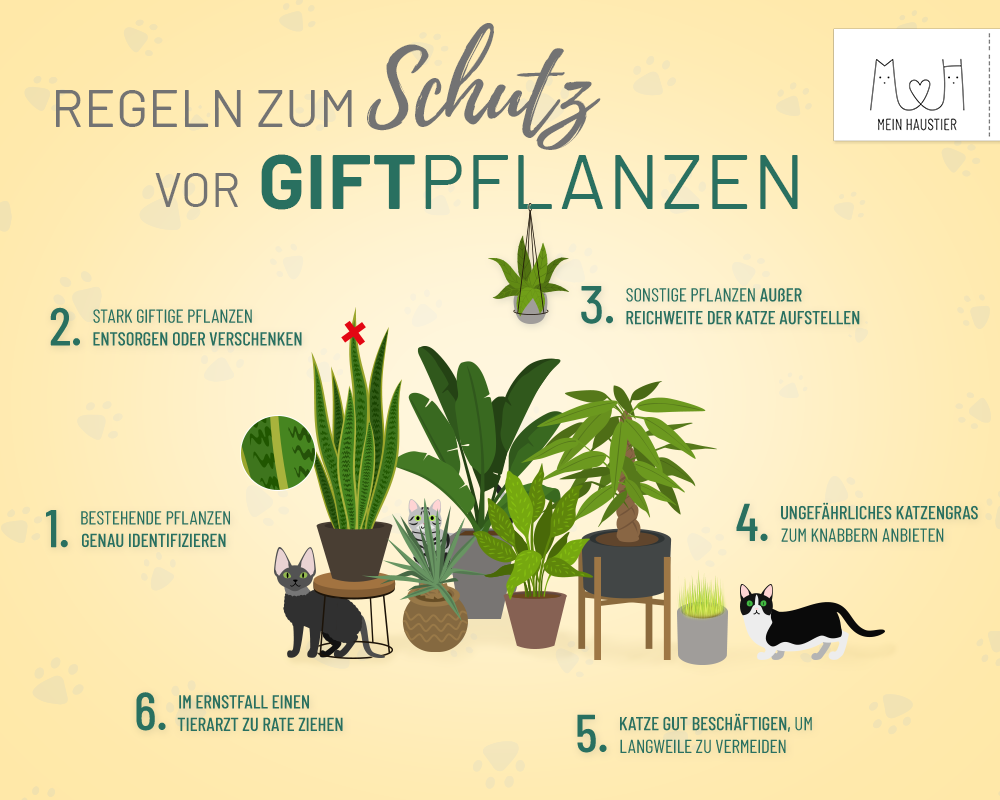 REGELN ZUM Schutz
VOR GIFTPFLANZEN
MEIN HAUSTIER
1. BESTEHENDE PFLANZEN
GENAU IDENTIFIZIEREN
2. STARK GIFTIGE PFLANZEN
ENTSORGEN ODER VERSCHENKEN
3. SONSTIGE PFLANZEN AUßER
REICHWEITE DER KATZE AUFSTELLEN
4. UNGEFÄHRLICHES KATZENGRAS
ZUM KNABBERN ANBIETEN
5. KATZE GUT BESCHÄFTIGEN, UM
LANGWEILE ZU VERMEIDEN
6. IM ERNSTFALL EINEN
TIERARZT ZU RATE ZIEHEN